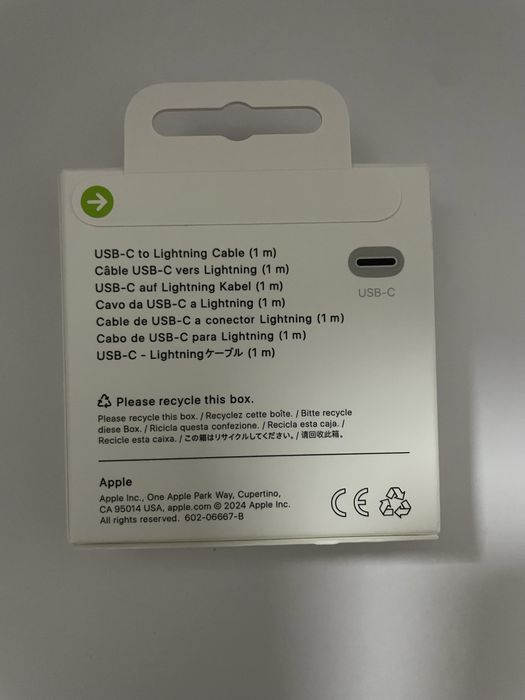 USB-C to Lightning Cable (1 m)
Câble USB-C vers Lightning (1 m)
USB-C auf Lightning Kabel (1 m)
Cavo da USB-C a Lightning (1 m)
Cable de USB-C a conector Lightning (1 m)
Cabo de USB-C para Lightning (1 m)
USB-C - Lightningケーブル (1 m)
USB-C
Please recycle this box.
Please recycle this box. / Recyclez cette boîte. / Bitte recycle
diese Box. / Ricicla questa confezione. / Recicla esta caja. /
Recicle esta caixa. / この箱はリサイクルしてください。/ 请回收此箱。
Apple
Apple Inc., One Apple Park Way, Cupertino,
CA 95014 USA, apple.com © 2024 Apple Inc.
All rights reserved. 602-06667-B
CE